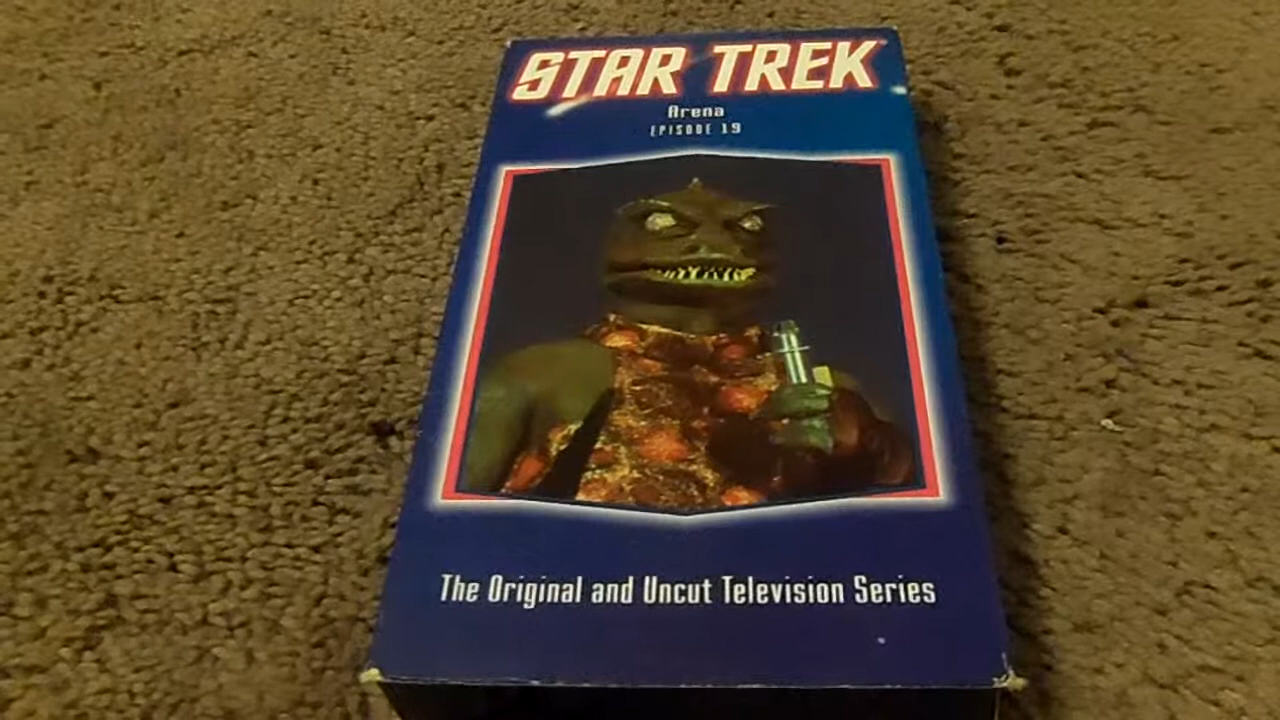 STAR TREK
Arena
EPISODE 19
The Original and Uncut Television Series